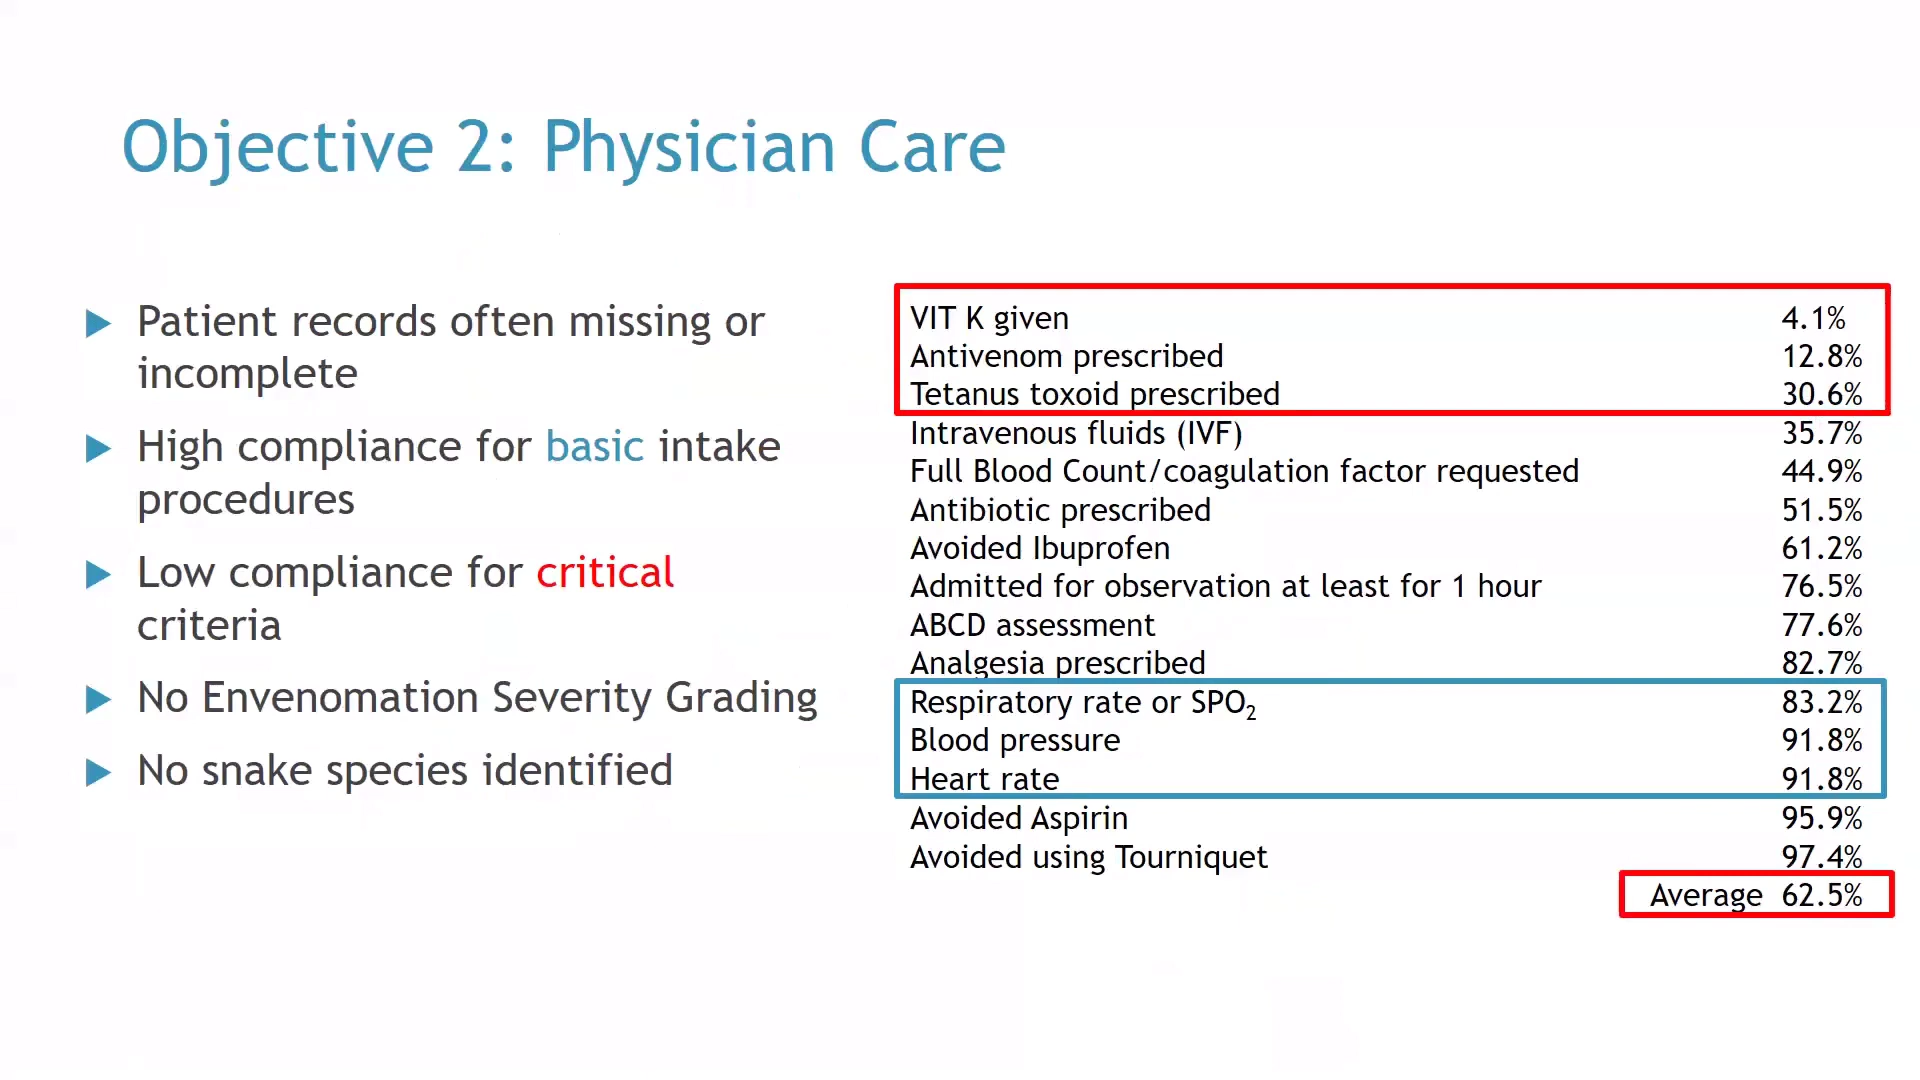 Objective 2: Physician Care
Patient records often missing or
incomplete
High compliance for basic intake
procedures
Low compliance for critical
criteria
No Envenomation Severity Grading
No snake species identified
VIT K given 4.1%
Antivenom prescribed 12.8%
Tetanus toxoid prescribed 30.6%
Intravenous fluids (IVF) 35.7%
Full Blood Count/coagulation factor requested 44.9%
Antibiotic prescribed 51.5%
Avoided Ibuprofen 61.2%
Admitted for observation at least for 1 hour 76.5%
ABCD assessment 77.6%
Analgesia prescribed 82.7%
Respiratory rate or SPO₂ 83.2%
Blood pressure 91.8%
Heart rate 91.8%
Avoided Aspirin 95.9%
Avoided using Tourniquet 97.4%
Average 62.5%